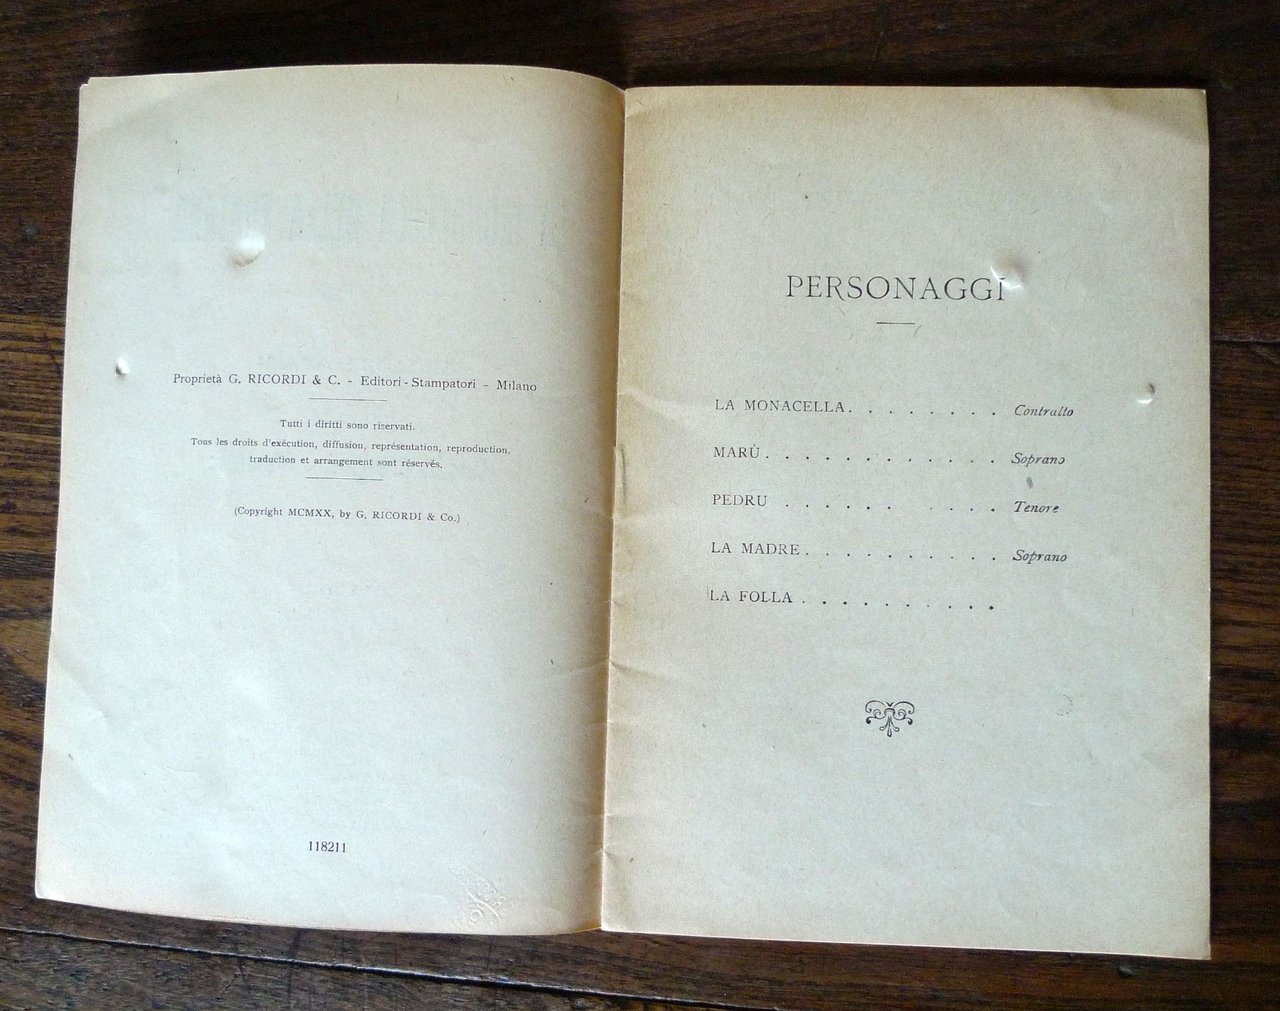 Proprietà G. RICORDI & C. - Editori-Stampatori - Milano
Tutti i diritti sono riservati.
Tous les droits d'exécution, diffusion, représentation, reproduction,
traduction et arrangement sont réservés.
(Copyright MCMXX, by G. RICORDI & Co.)
118211
PERSONAGGI
LA MONACELLA. . . . . . . . Contralto
MARÙ . . . . . . . . . . . . Soprano
PEDRU . . . . . . . . . . Tenore
LA MADRE . . . . . . . . . . Soprano
LA FOLLA . . . . . . . . . .